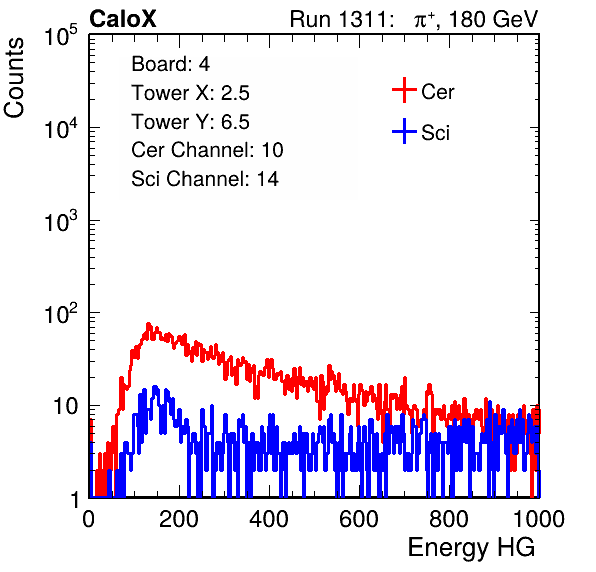 CaloX Run 1311: π⁺, 180 GeV
Board: 4
Tower X: 2.5
Tower Y: 6.5
Cer Channel: 10
Sci Channel: 14
Cer
Sci
Counts
10⁵
10⁴
10³
10²
10
1
0 200 400 600 800 1000
Energy HG